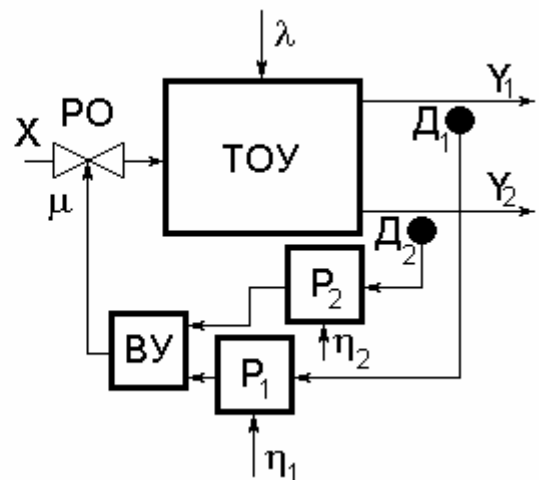 λ
X
РО
μ
ТОУ
Y₁
Д₁
Y₂
Д₂
Р₂
η₂
ВУ
Р₁
η₁